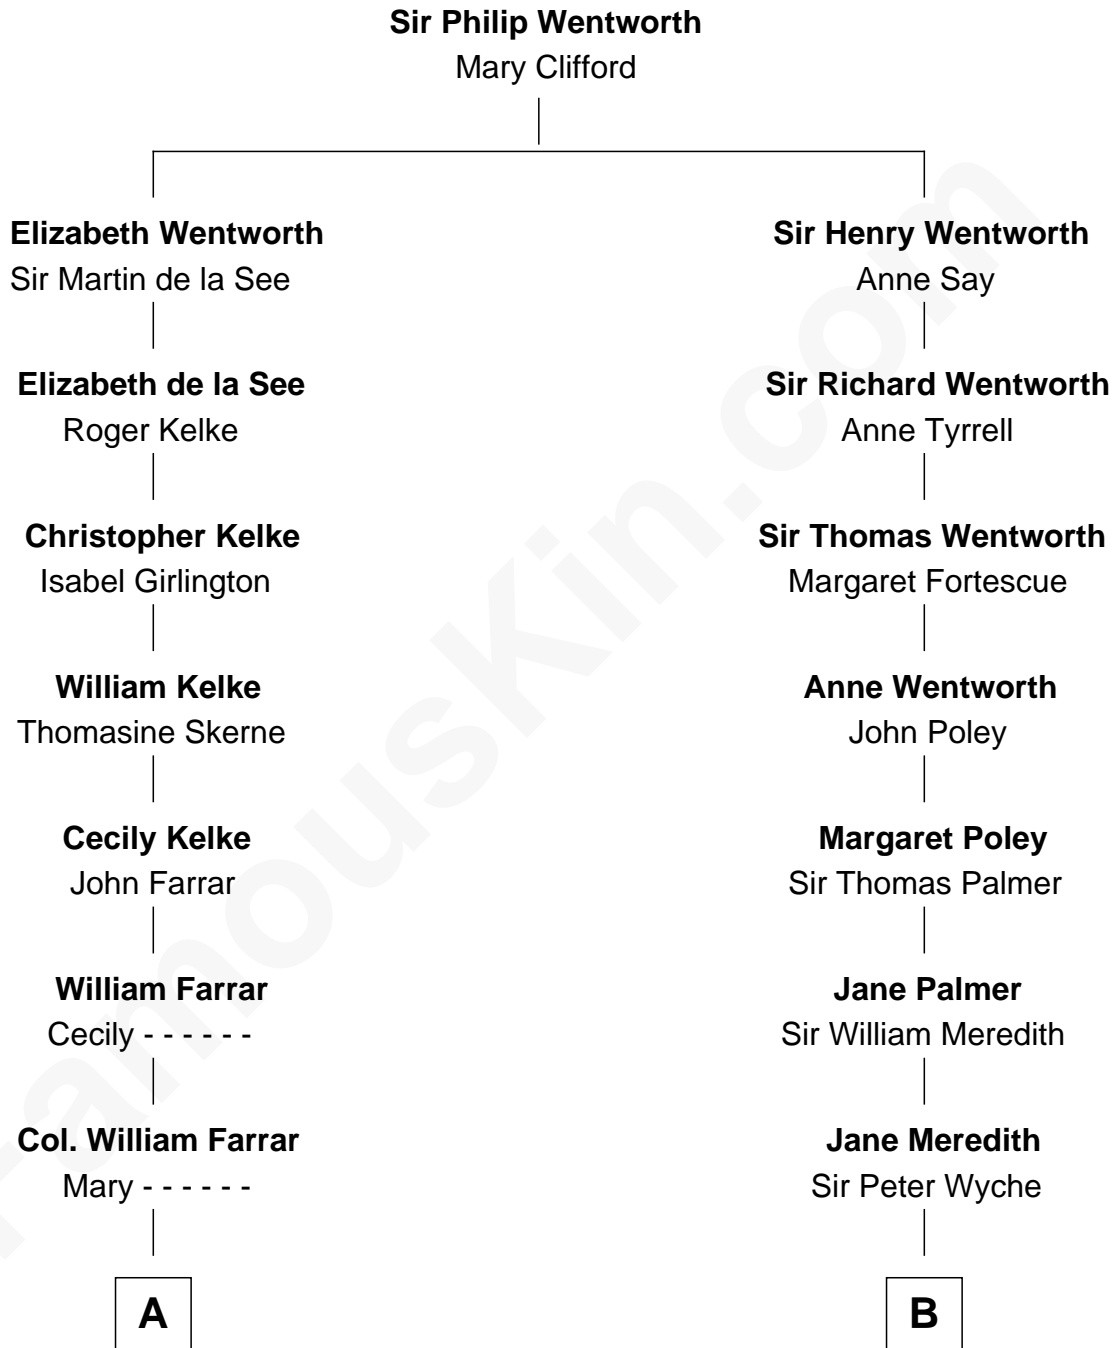 Sir Philip Wentworth
Mary Clifford
Elizabeth Wentworth
Sir Martin de la See
Sir Henry Wentworth
Anne Say
Elizabeth de la See
Roger Kelke
Sir Richard Wentworth
Anne Tyrrell
Christopher Kelke
Isabel Girlington
Sir Thomas Wentworth
Margaret Fortescue
William Kelke
Thomasine Skerne
Anne Wentworth
John Poley
Cecily Kelke
John Farrar
Margaret Poley
Sir Thomas Palmer
William Farrar
Cecily - - - - - -
Jane Palmer
Sir William Meredith
Col. William Farrar
Mary - - - - - -
Jane Meredith
Sir Peter Wyche
A
B
FamousKin.com